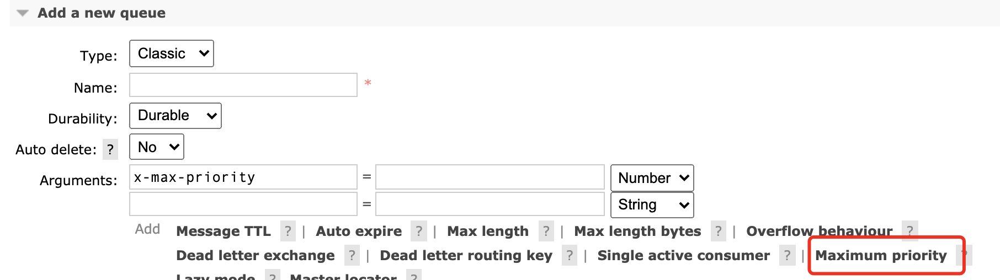 Add a new queue
Type: Classic
Name: *
Durability: Durable
Auto delete: ? No
Arguments: x-max-priority = Number
= String
Add Message TTL ? | Auto expire ? | Max length ? | Max length bytes ? | Overflow behaviour ?
Dead letter exchange ? | Dead letter routing key ? | Single active consumer ? | Maximum priority ?
Lazy mode ? Master locator ?